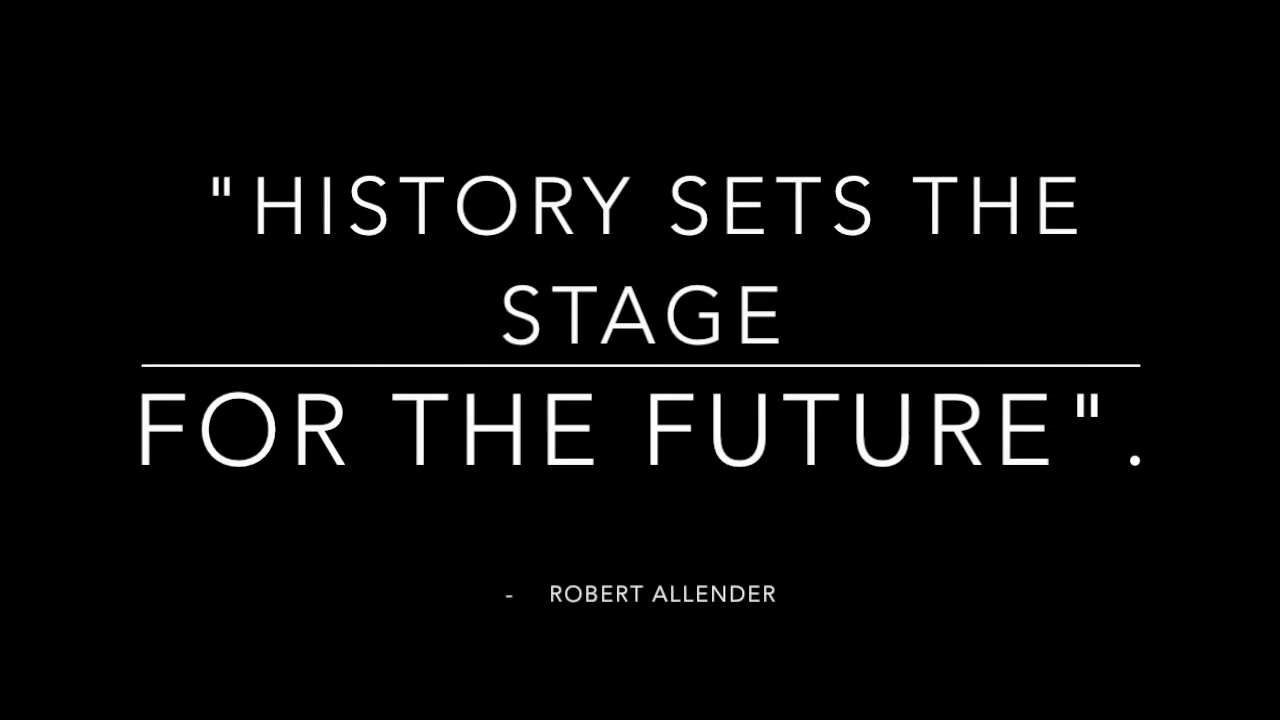 "HISTORY SETS THE
STAGE
FOR THE FUTURE".
- ROBERT ALLENDER